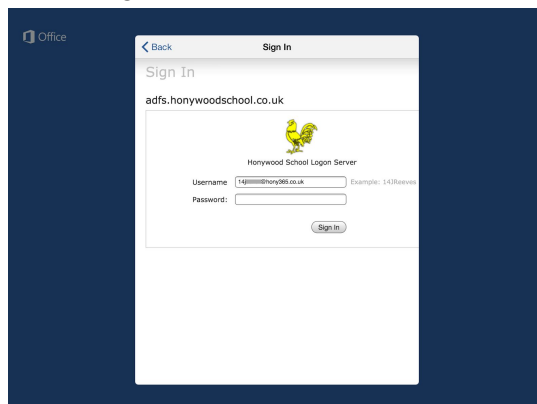 Office
Back
Sign In
Sign In
adfs.honywoodschool.co.uk
Honywood School Logon Server
Username
@hony365.co.uk
Example: 14JReeves
Password:
Sign In